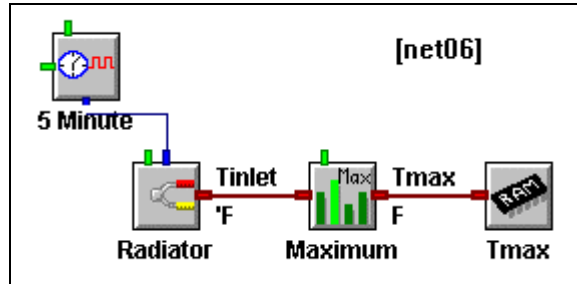 [net06]
5 Minute
Tinlet
'F
Max
Tmax
F
RAM
Radiator
Maximum
Tmax